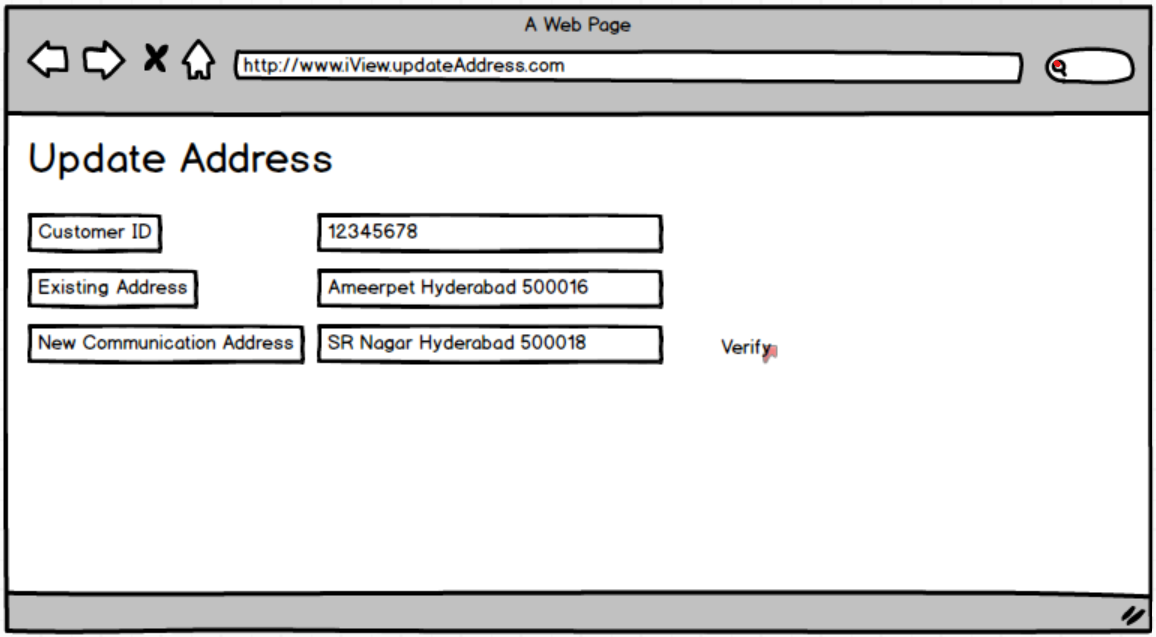 A Web Page
http://www.iView.updateAddress.com
Update Address
Customer ID 12345678
Existing Address Ameerpet Hyderabad 500016
New Communication Address SR Nagar Hyderabad 500018 Verify